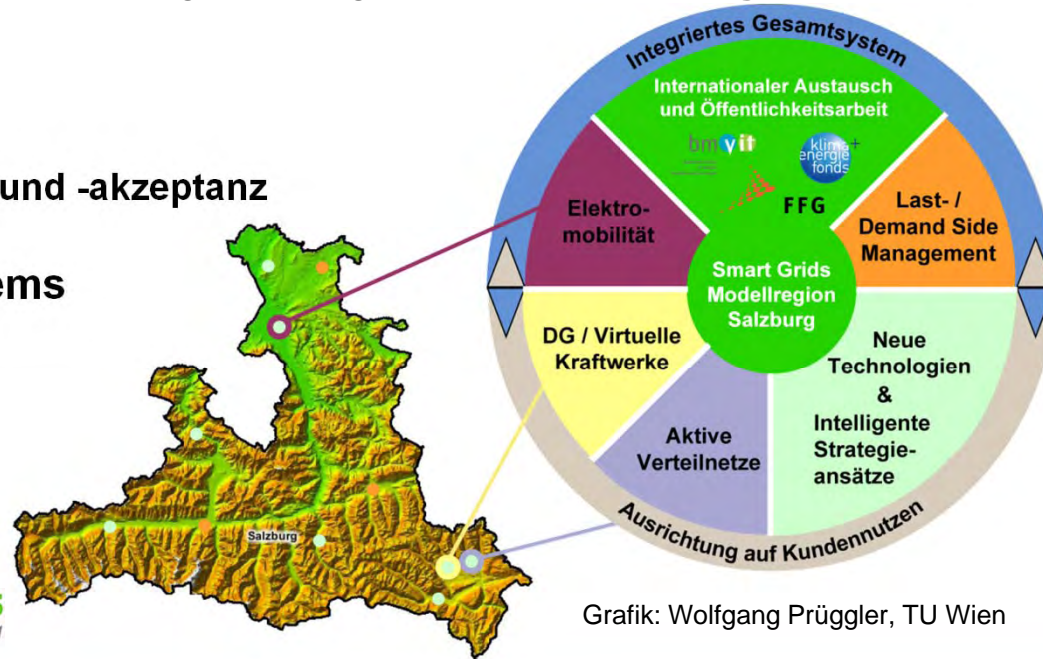 und -akzeptanz
ems
Integriertes Gesamtsystem
Internationaler Austausch
und Öffentlichkeitsarbeit
bmvit
klima+
energie
fonds
FFG
Elektro-
mobilität
Last- /
Demand Side
Management
Smart Grids
Modellregion
Salzburg
DG / Virtuelle
Kraftwerke
Neue
Technologien
&
Intelligente
Strategie-
ansätze
Aktive
Verteilnetze
Ausrichtung auf Kundennutzen
Salzburg
Grafik: Wolfgang Prüggler, TU Wien